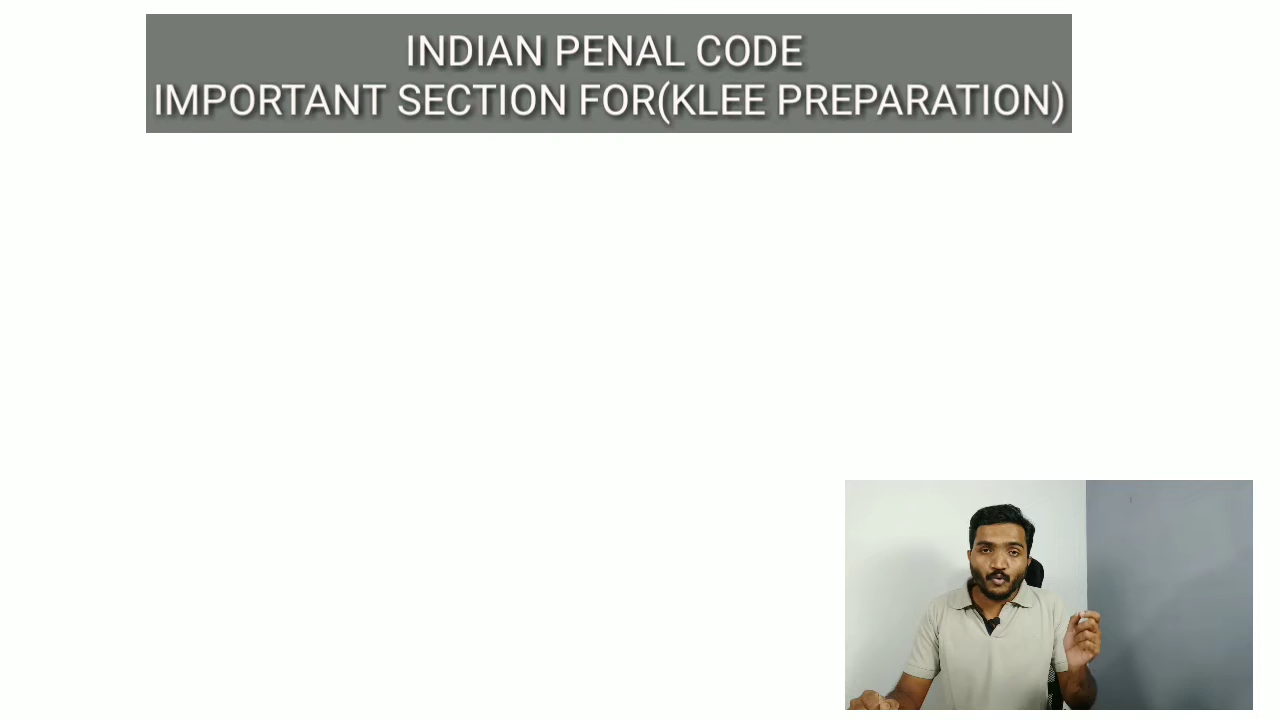 INDIAN PENAL CODE
IMPORTANT SECTION FOR(KLEE PREPARATION)